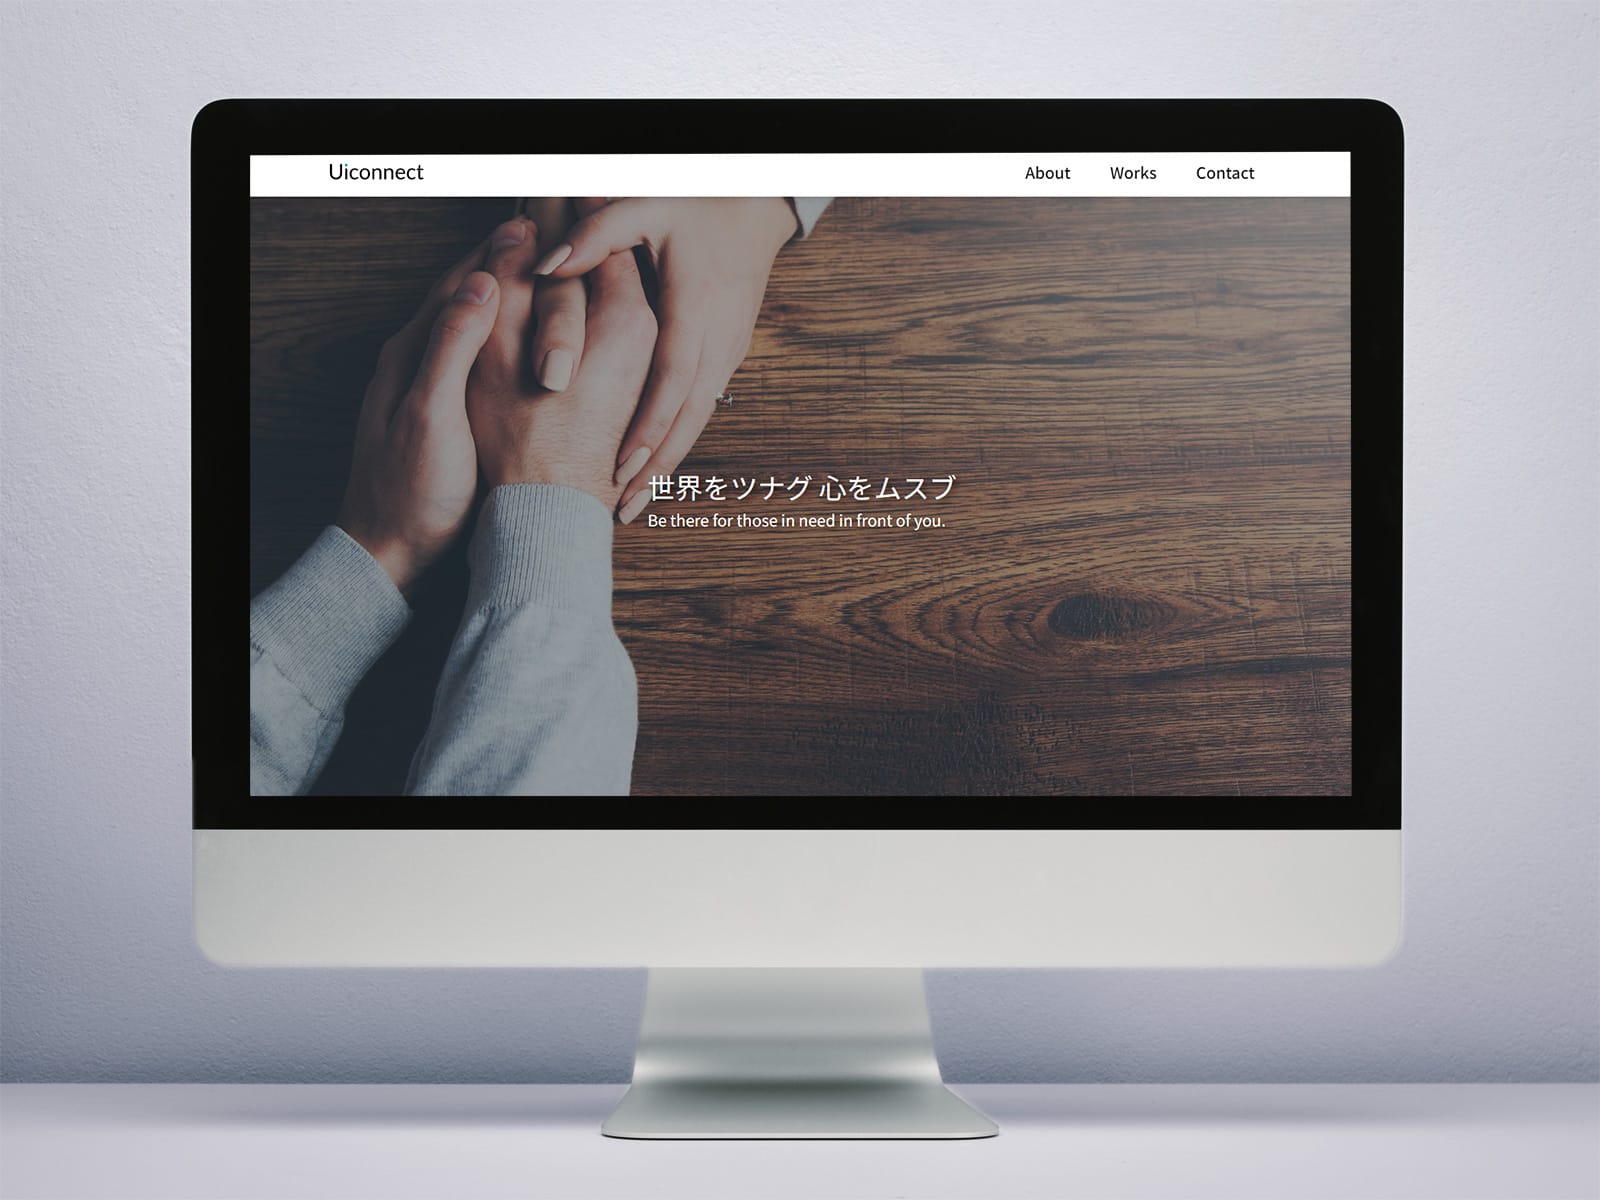 Uiconnect
About Works Contact
世界をツナグ 心をムスブ
Be there for those in need in front of you.